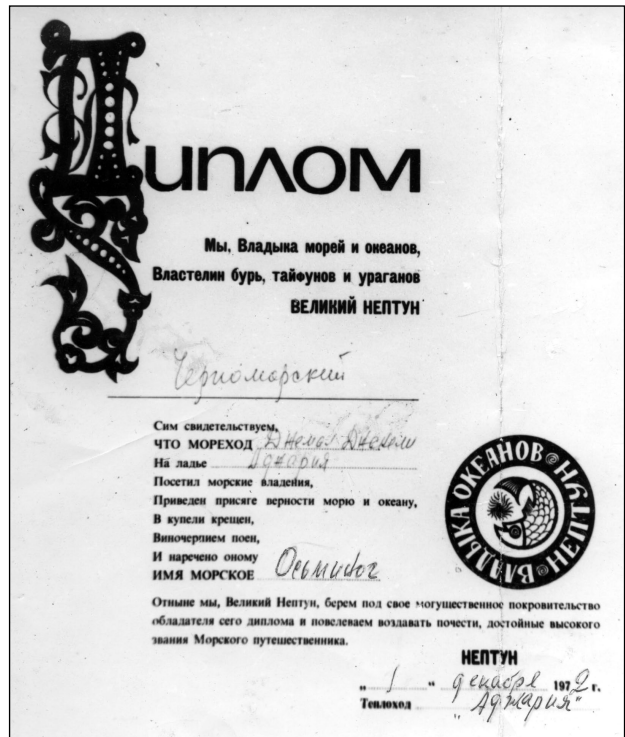 Диплом
Мы, Владыка морей и океанов,
Властелин бурь, тайфунов и ураганов
ВЕЛИКИЙ НЕПТУН
Черноморский
Сим свидетельствуем,
ЧТО МОРЕХОД Джемал Джакели
На ладье Аджария
Посетил морские владения,
Приведен присяге верности морю и океану,
В купели крещен,
Виночерпием поен,
И наречено оному
ИМЯ МОРСКОЕ Осьминог
ВЛАДЫКА ОКЕАНОВ НЕПТУН
Отныне мы, Великий Нептун, берем под свое могущественное покровительство
обладателя сего диплома и повелеваем воздавать почести, достойные высокого
звания Морского путешественника.
НЕПТУН
„ 1 “ декабря 1972 г.
Теплоход „Аджария“